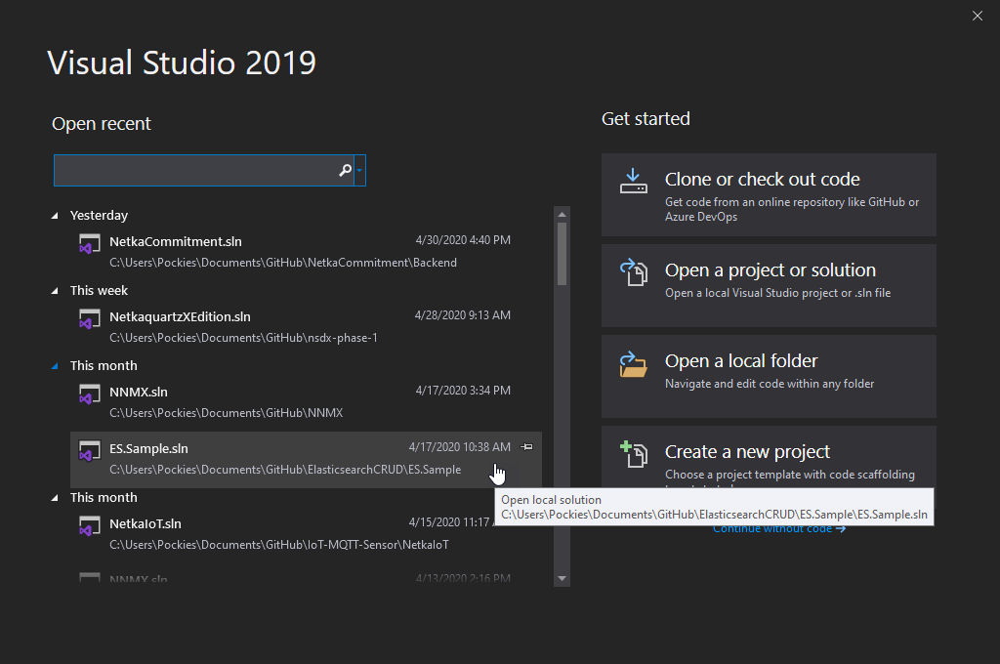 Visual Studio 2019
Open recent
Yesterday
NetkaCommitment.sln 4/30/2020 4:40 PM
C:\Users\Pockies\Documents\GitHub\NetkaCommitment\Backend
This week
NetkaquartzXEdition.sln 4/28/2020 9:13 AM
C:\Users\Pockies\Documents\GitHub\nsdx-phase-1
This month
NNMX.sln 4/17/2020 3:34 PM
C:\Users\Pockies\Documents\GitHub\NNMX
ES.Sample.sln 4/17/2020 10:38 AM
C:\Users\Pockies\Documents\GitHub\ElasticsearchCRUD\ES.Sample
This month
NetkaIoT.sln 4/15/2020 11:17
C:\Users\Pockies\Documents\GitHub\IoT-MQTT-Sensor\NetkaIoT
NNMX.sln 4/13/2020 2:16 PM
Get started
Clone or check out code
Get code from an online repository like GitHub or
Azure DevOps
Open a project or solution
Open a local Visual Studio project or .sln file
Open a local folder
Navigate and edit code within any folder
Create a new project
Choose a project template with code scaffolding
Open local solution
C:\Users\Pockies\Documents\GitHub\ElasticsearchCRUD\ES.Sample\ES.Sample.sln
Continue without code →